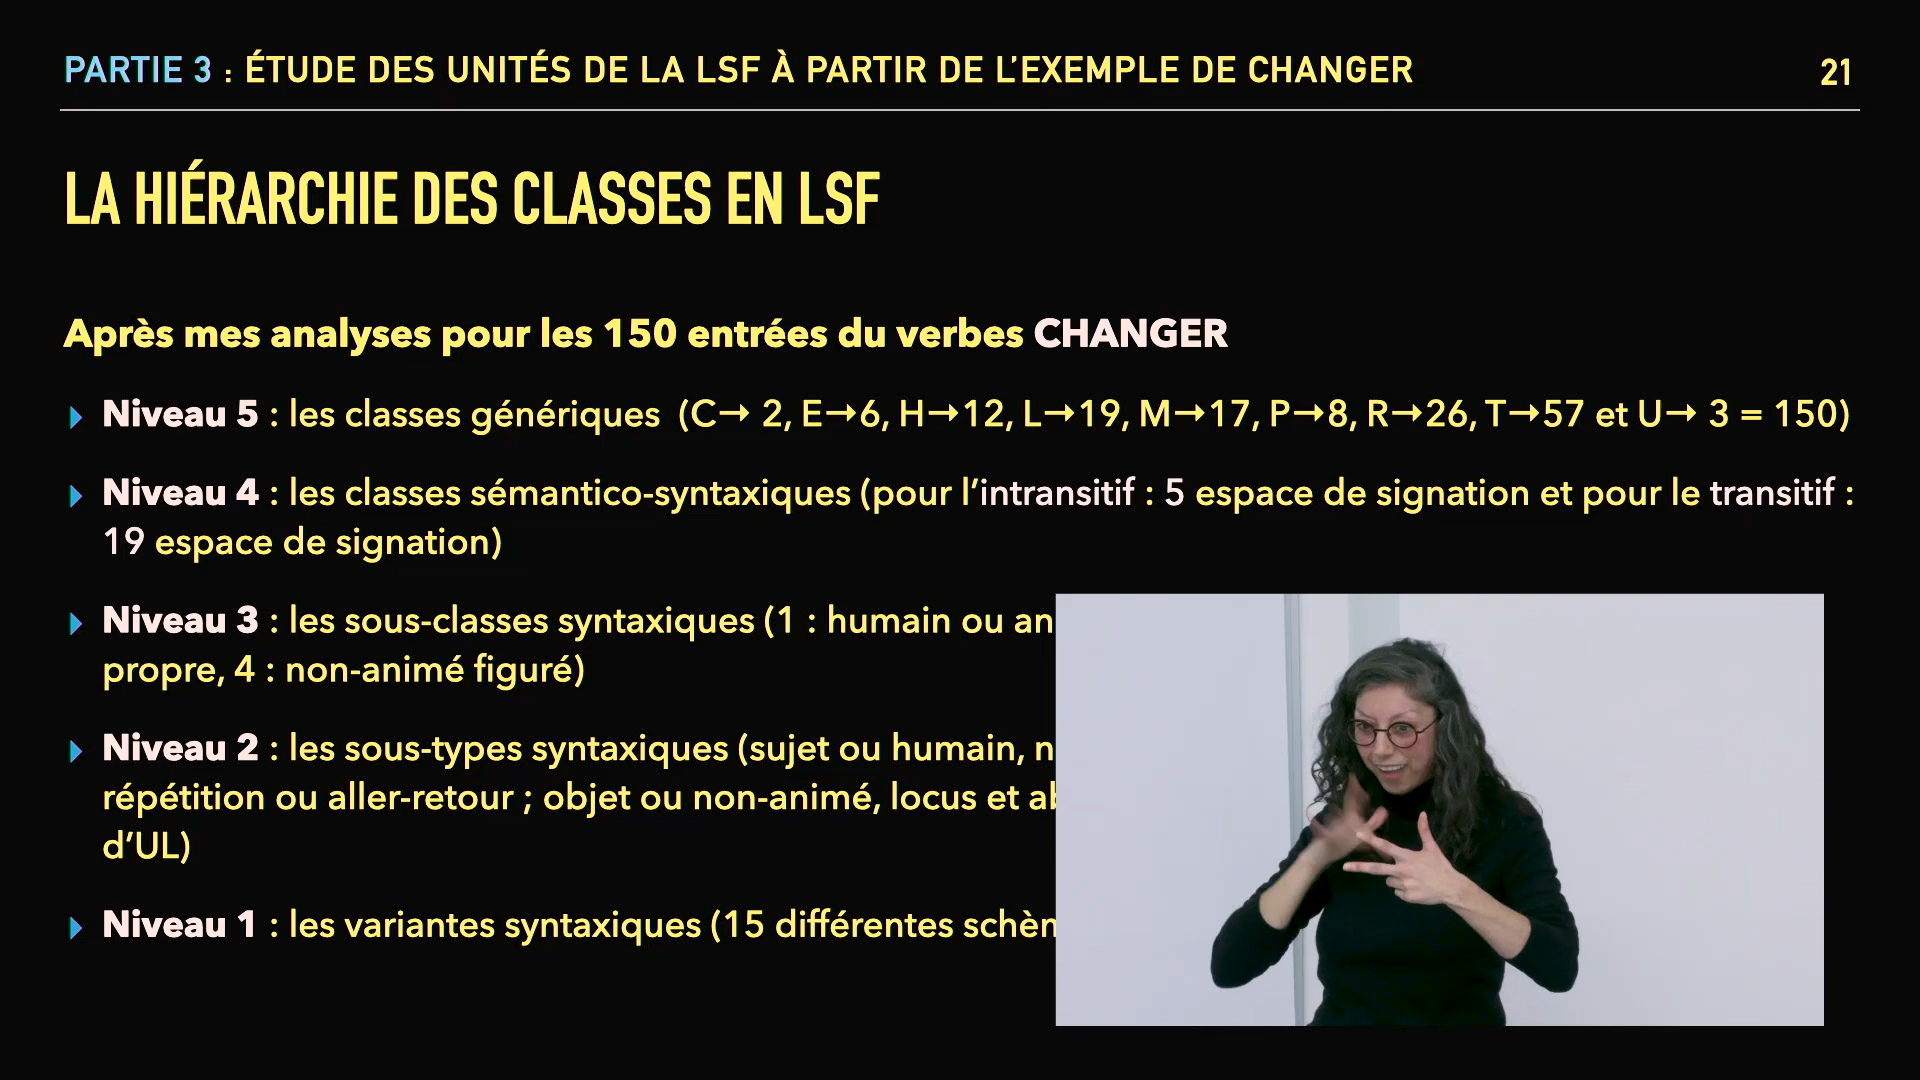 PARTIE 3 : ÉTUDE DES UNITÉS DE LA LSF À PARTIR DE L’EXEMPLE DE CHANGER
21
LA HIÉRARCHIE DES CLASSES EN LSF
Après mes analyses pour les 150 entrées du verbes CHANGER
Niveau 5 : les classes génériques (C→ 2, E→6, H→12, L→19, M→17, P→8, R→26, T→57 et U→ 3 = 150)
Niveau 4 : les classes sémantico-syntaxiques (pour l’intransitif : 5 espace de signation et pour le transitif :
19 espace de signation)
Niveau 3 : les sous-classes syntaxiques (1 : humain ou
propre, 4 : non-animé figuré)
Niveau 2 : les sous-types syntaxiques (sujet ou humain,
répétition ou aller-retour ; objet ou non-animé, locus et
d’UL)
Niveau 1 : les variantes syntaxiques (15 différentes